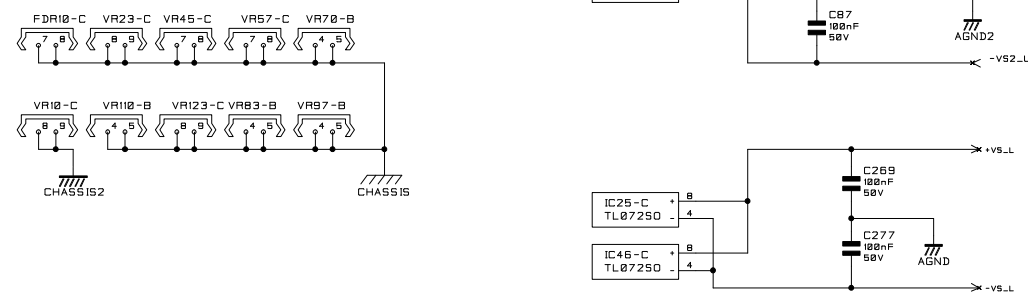 FDR10-C VR23-C VR45-C VR57-C VR70-B
7 8 8 9 7 8 7 8 4 5
VR10-C VR110-B VR123-C VR83-B VR97-B
8 9 4 5 8 9 4 5 4 5
CHASSIS2
CHASSIS
C87
100nF
50V
AGND2
-VS2_L
+VS_L
C269
100nF
50V
IC25-C
TL072SO
+ 8
- 4
IC46-C
TL072SO
+ 8
- 4
C277
100nF
50V
AGND
-VS_L